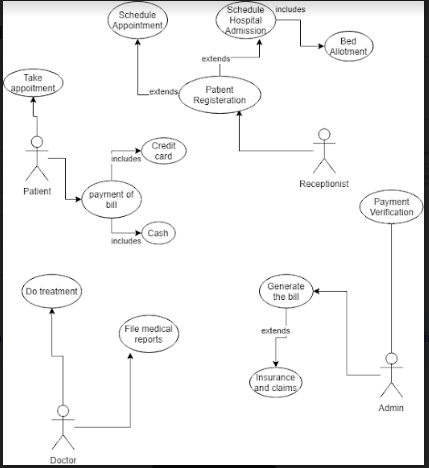 Schedule
Appointment
Schedule
Hospital
Admission
includes
Bed
Allotment
extends
Take
appoitment
extends
Patient
Registeration
Credit
card
includes
Patient
Receptionist
payment of
bill
Payment
Verification
Cash
includes
Do treatment
Generate
the bill
File medical
reports
extends
Insurance
and claims
Admin
Doctor